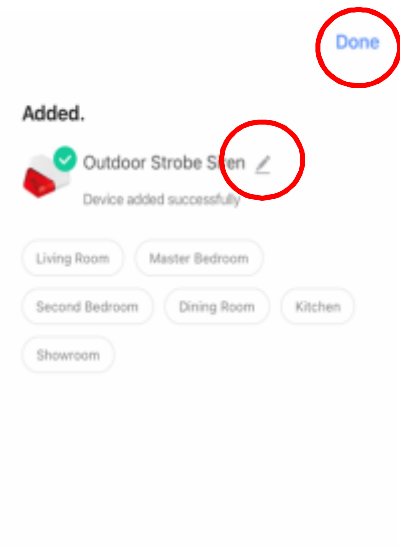 Done
Added.
Outdoor Strobe Siren
Device added successfully
Living Room Master Bedroom
Second Bedroom Dining Room Kitchen
Showroom